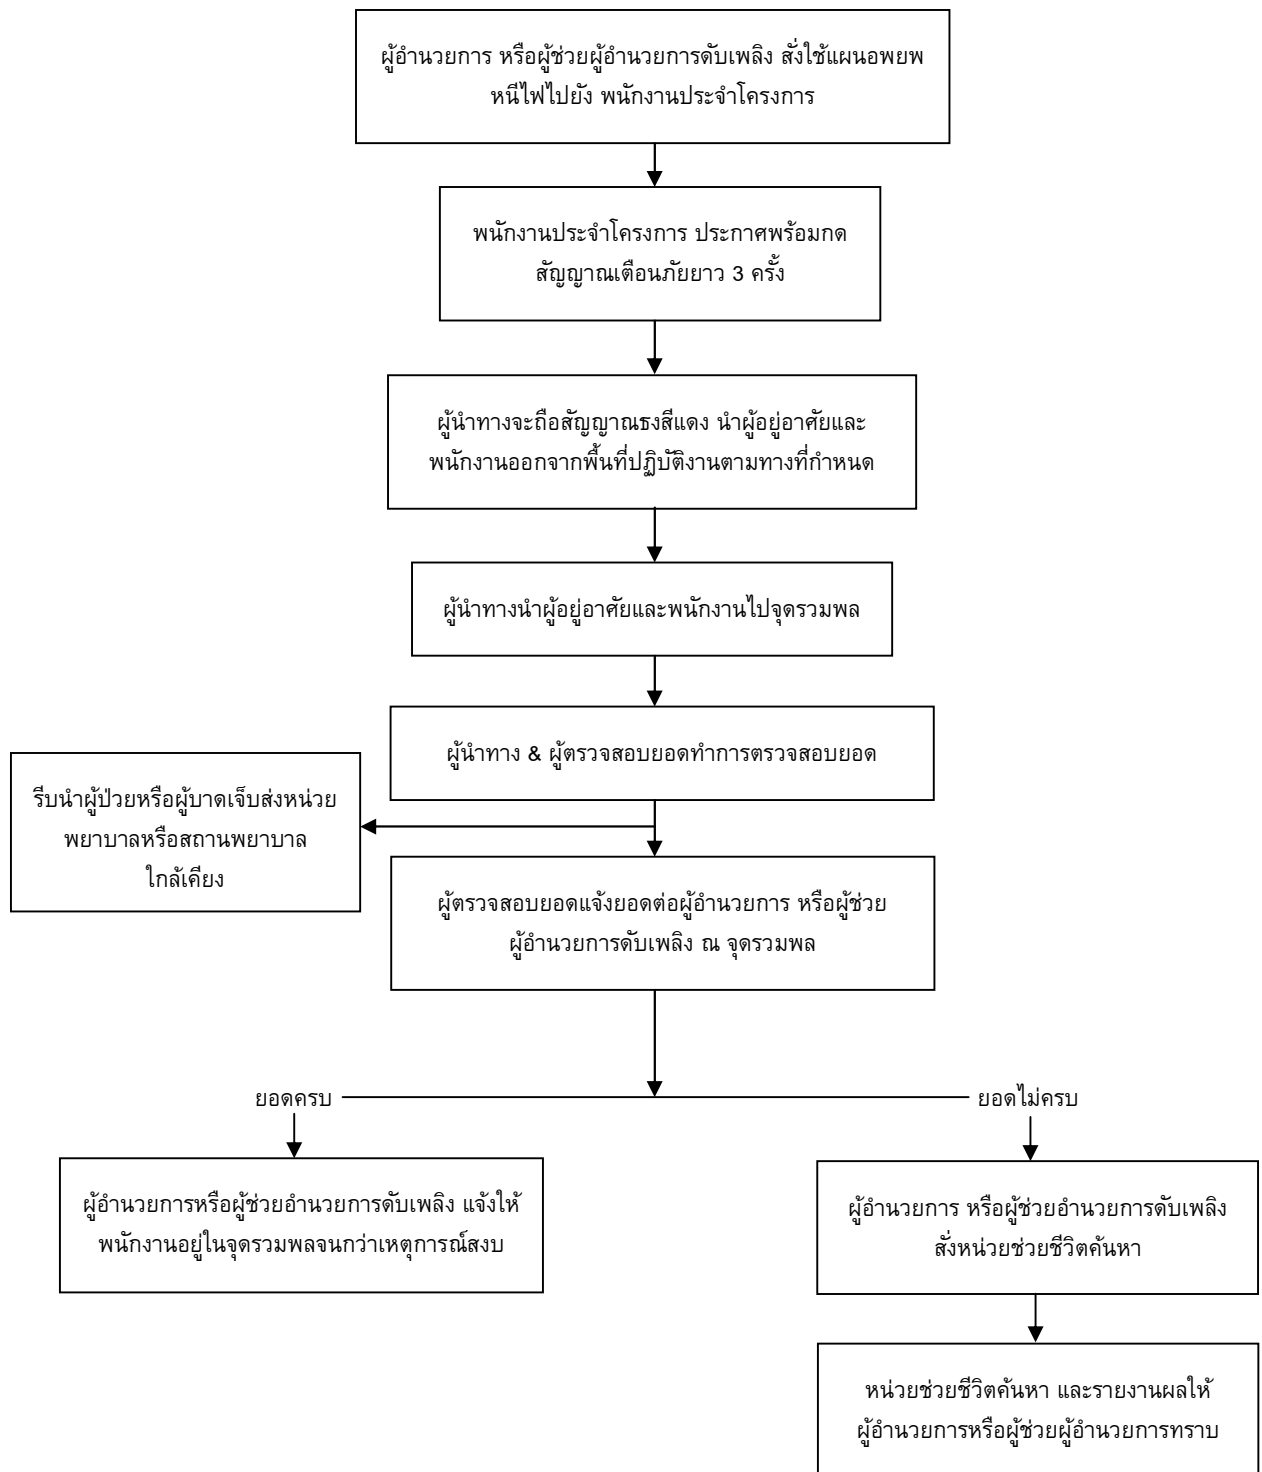 ผู้อำนวยการ หรือผู้ช่วยผู้อำนวยการดับเพลิง สั่งใช้แผนอพยพ
หนีไฟไปยัง พนักงานประจำโครงการ
พนักงานประจำโครงการ ประกาศพร้อมกด
สัญญาณเตือนภัยยาว 3 ครั้ง
ผู้นำทางจะถือสัญญาณธงสีแดง นำผู้อยู่อาศัยและ
พนักงานออกจากพื้นที่ปฏิบัติงานตามทางที่กำหนด
ผู้นำทางนำผู้อยู่อาศัยและพนักงานไปจุดรวมพล
ผู้นำทาง & ผู้ตรวจสอบยอดทำการตรวจสอบยอด
รีบนำผู้ป่วยหรือผู้บาดเจ็บส่งหน่วย
พยาบาลหรือสถานพยาบาล
ใกล้เคียง
ผู้ตรวจสอบยอดแจ้งยอดต่อผู้อำนวยการ หรือผู้ช่วย
ผู้อำนวยการดับเพลิง ณ จุดรวมพล
ยอดครบ
ยอดไม่ครบ
ผู้อำนวยการหรือผู้ช่วยอำนวยการดับเพลิง แจ้งให้
พนักงานอยู่ในจุดรวมพลจนกว่าเหตุการณ์สงบ
ผู้อำนวยการ หรือผู้ช่วยอำนวยการดับเพลิง
สั่งหน่วยช่วยชีวิตค้นหา
หน่วยช่วยชีวิตค้นหา และรายงานผลให้
ผู้อำนวยการหรือผู้ช่วยผู้อำนวยการทราบ